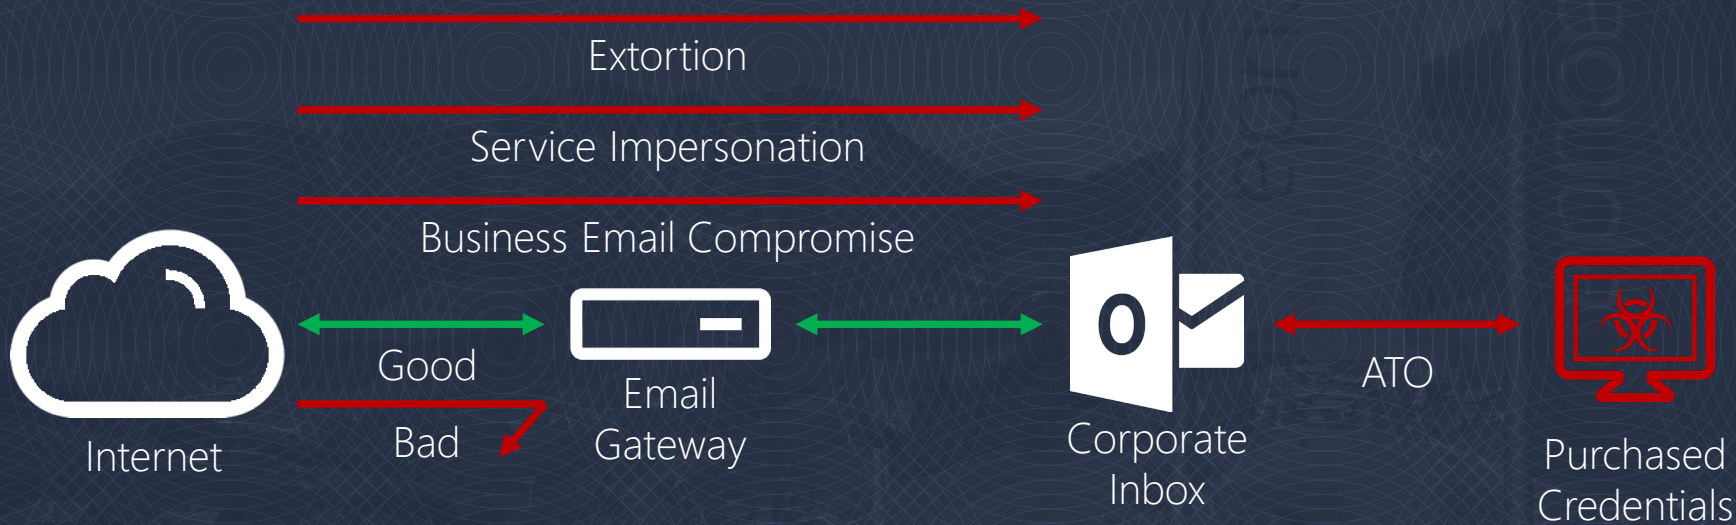 Extortion
Service Impersonation
Business Email Compromise
Good
Bad
Internet
Email
Gateway
Corporate
Inbox
ATO
Purchased
Credentials